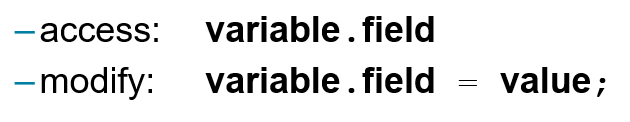 –access: variable.field
–modify: variable.field = value;